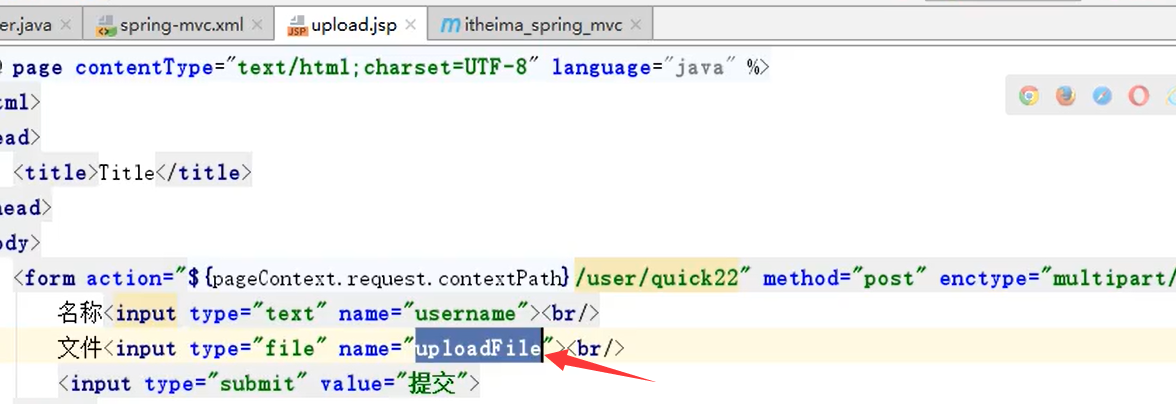 er.java × spring-mvc.xml × upload.jsp × itheima_spring_mvc ×
page contentType="text/html;charset=UTF-8" language="java" %>
tml>
ead>
<title>Title</title>
head>
ody>
<form action="${pageContext.request.contextPath}/user/quick22" method="post" enctype="multipart/
名称<input type="text" name="username"><br/>
文件<input type="file" name="uploadFile"><br/>
<input type="submit" value="提交">